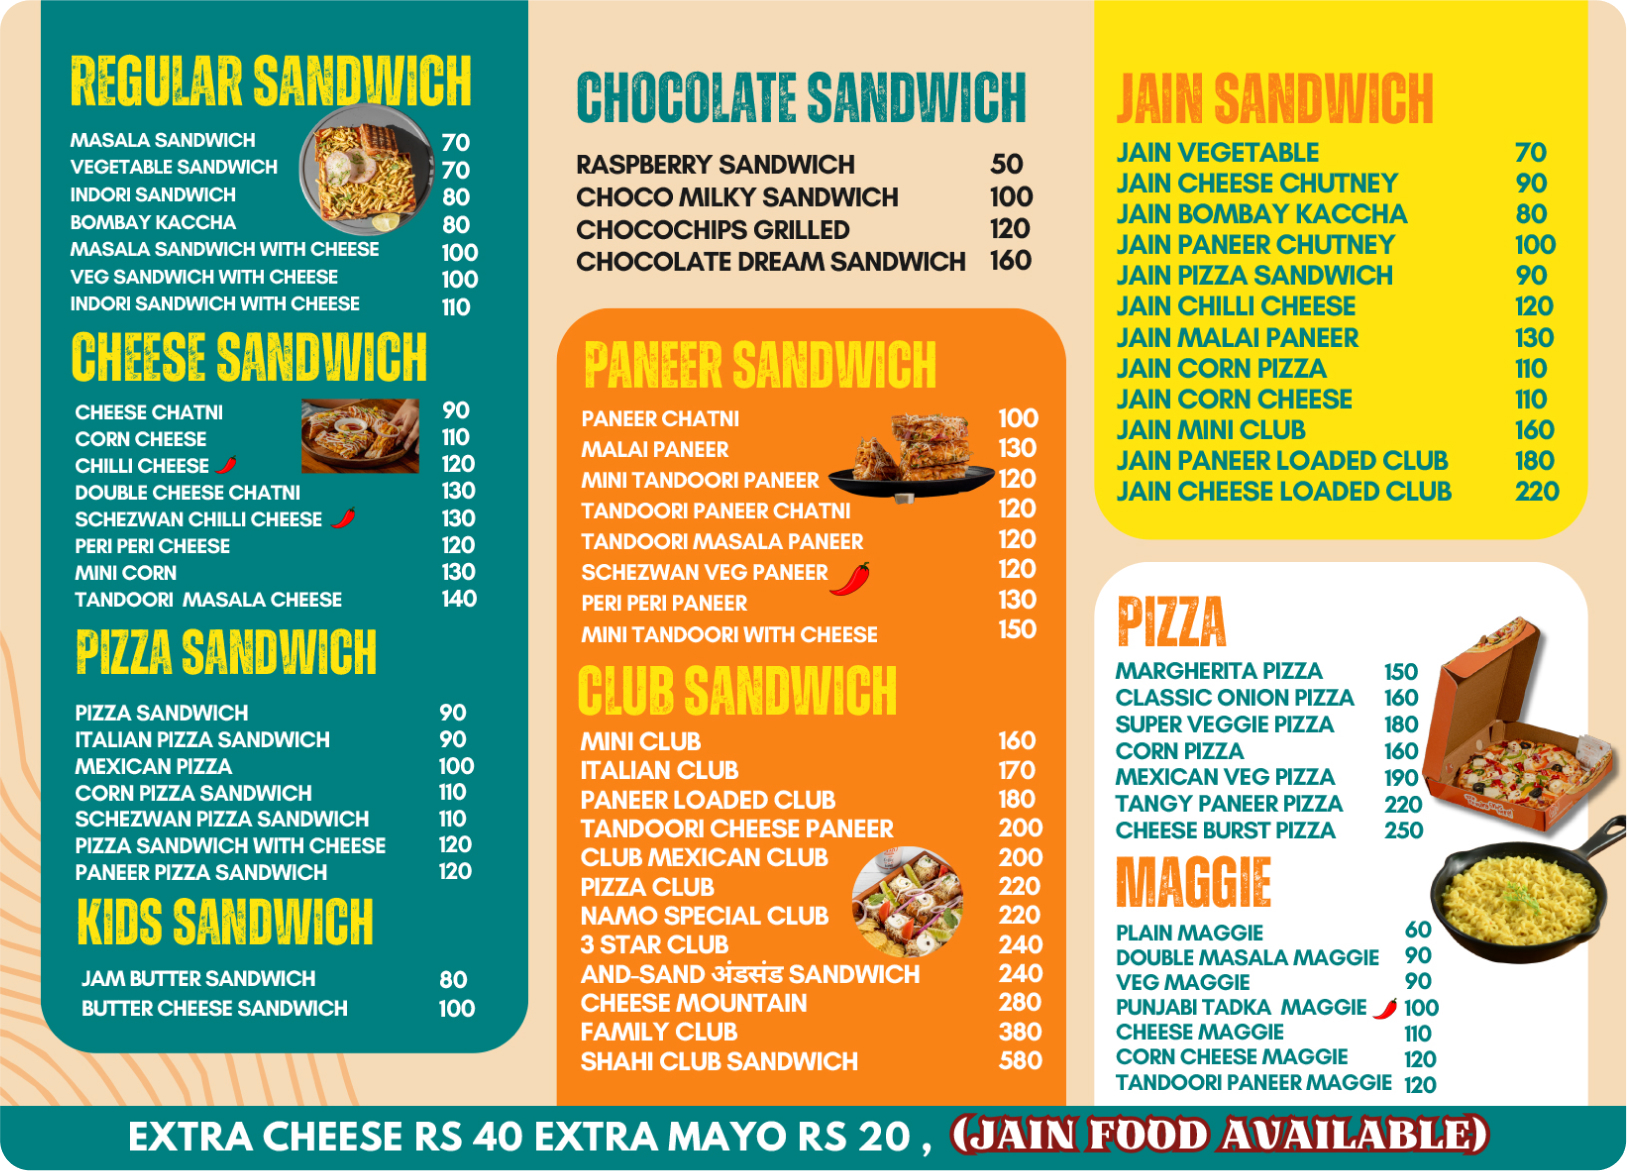 REGULAR SANDWICH
MASALA SANDWICH 70
VEGETABLE SANDWICH 70
INDORI SANDWICH 80
BOMBAY KACCHA 80
MASALA SANDWICH WITH CHEESE 100
VEG SANDWICH WITH CHEESE 100
INDORI SANDWICH WITH CHEESE 110
CHEESE SANDWICH
CHEESE CHATNI 90
CORN CHEESE 110
CHILLI CHEESE 120
DOUBLE CHEESE CHATNI 130
SCHEZWAN CHILLI CHEESE 130
PERI PERI CHEESE 120
MINI CORN 130
TANDOORI MASALA CHEESE 140
PIZZA SANDWICH
PIZZA SANDWICH 90
ITALIAN PIZZA SANDWICH 90
MEXICAN PIZZA 100
CORN PIZZA SANDWICH 110
SCHEZWAN PIZZA SANDWICH 110
PIZZA SANDWICH WITH CHEESE 120
PANEER PIZZA SANDWICH 120
KIDS SANDWICH
JAM BUTTER SANDWICH 80
BUTTER CHEESE SANDWICH 100
CHOCOLATE SANDWICH
RASPBERRY SANDWICH 50
CHOCO MILKY SANDWICH 100
CHOCOCHIPS GRILLED 120
CHOCOLATE DREAM SANDWICH 160
PANEER SANDWICH
PANEER CHATNI 100
MALAI PANEER 130
MINI TANDOORI PANEER 120
TANDOORI PANEER CHATNI 120
TANDOORI MASALA PANEER 120
SCHEZWAN VEG PANEER 120
PERI PERI PANEER 130
MINI TANDOORI WITH CHEESE 150
CLUB SANDWICH
MINI CLUB 160
ITALIAN CLUB 170
PANEER LOADED CLUB 180
TANDOORI CHEESE PANEER 200
CLUB MEXICAN CLUB 200
PIZZA CLUB 220
NAMO SPECIAL CLUB 220
3 STAR CLUB 240
AND-SAND अंडसंड SANDWICH 240
CHEESE MOUNTAIN 280
FAMILY CLUB 380
SHAHI CLUB SANDWICH 580
JAIN SANDWICH
JAIN VEGETABLE 70
JAIN CHEESE CHUTNEY 90
JAIN BOMBAY KACCHA 80
JAIN PANEER CHUTNEY 100
JAIN PIZZA SANDWICH 90
JAIN CHILLI CHEESE 120
JAIN MALAI PANEER 130
JAIN CORN PIZZA 110
JAIN CORN CHEESE 110
JAIN MINI CLUB 160
JAIN PANEER LOADED CLUB 180
JAIN CHEESE LOADED CLUB 220
PIZZA
MARGHERITA PIZZA 150
CLASSIC ONION PIZZA 160
SUPER VEGGIE PIZZA 180
CORN PIZZA 160
MEXICAN VEG PIZZA 190
TANGY PANEER PIZZA 220
CHEESE BURST PIZZA 250
MAGGIE
PLAIN MAGGIE 60
DOUBLE MASALA MAGGIE 90
VEG MAGGIE 90
PUNJABI TADKA MAGGIE 100
CHEESE MAGGIE 110
CORN CHEESE MAGGIE 120
TANDOORI PANEER MAGGIE 120
EXTRA CHEESE RS 40 EXTRA MAYO RS 20 , (JAIN FOOD AVAILABLE)